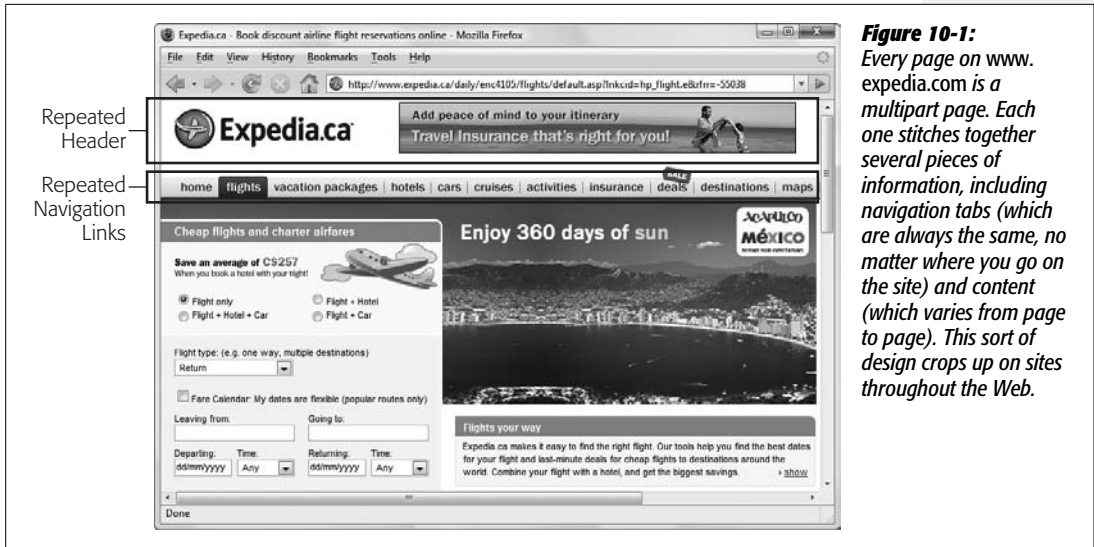 Expedia.ca - Book discount airline flight reservations online - Mozilla Firefox
File Edit View History Bookmarks Tools Help
http://www.expedia.ca/daily/enc4105/flights/default.asp?lnkcid=hp_flight.e&rfrr=-55038
Repeated
Header
Expedia.ca
Add peace of mind to your itinerary
Travel Insurance that's right for you!
Repeated
Navigation
Links
SALE
home flights vacation packages | hotels | cars | cruises | activities | insurance | deals | destinations | maps
Cheap flights and charter airfares
Save an average of C$257
When you book a hotel with your flight!
Flight only
Flight + Hotel
Flight + Hotel + Car
Flight + Car
Flight type: (e.g. one way, multiple destinations)
Return
Fare Calendar: My dates are flexible (popular routes only)
Leaving from:
Going to:
Departing: Time: Returning: Time:
dd/mm/yyyy Any dd/mm/yyyy Any
Enjoy 360 days of sun
ACAPULCO
MÉXICO
Flights your way
Expedia.ca makes it easy to find the right flight. Our tools help you find the best dates
for your flight and last-minute deals for cheap flights to destinations around the
world. Combine your flight with a hotel, and get the biggest savings.
› show
Done
Figure 10-1:
Every page on www.
expedia.com is a
multipart page. Each
one stitches together
several pieces of
information, including
navigation tabs (which
are always the same, no
matter where you go on
the site) and content
(which varies from page
to page). This sort of
design crops up on sites
throughout the Web.